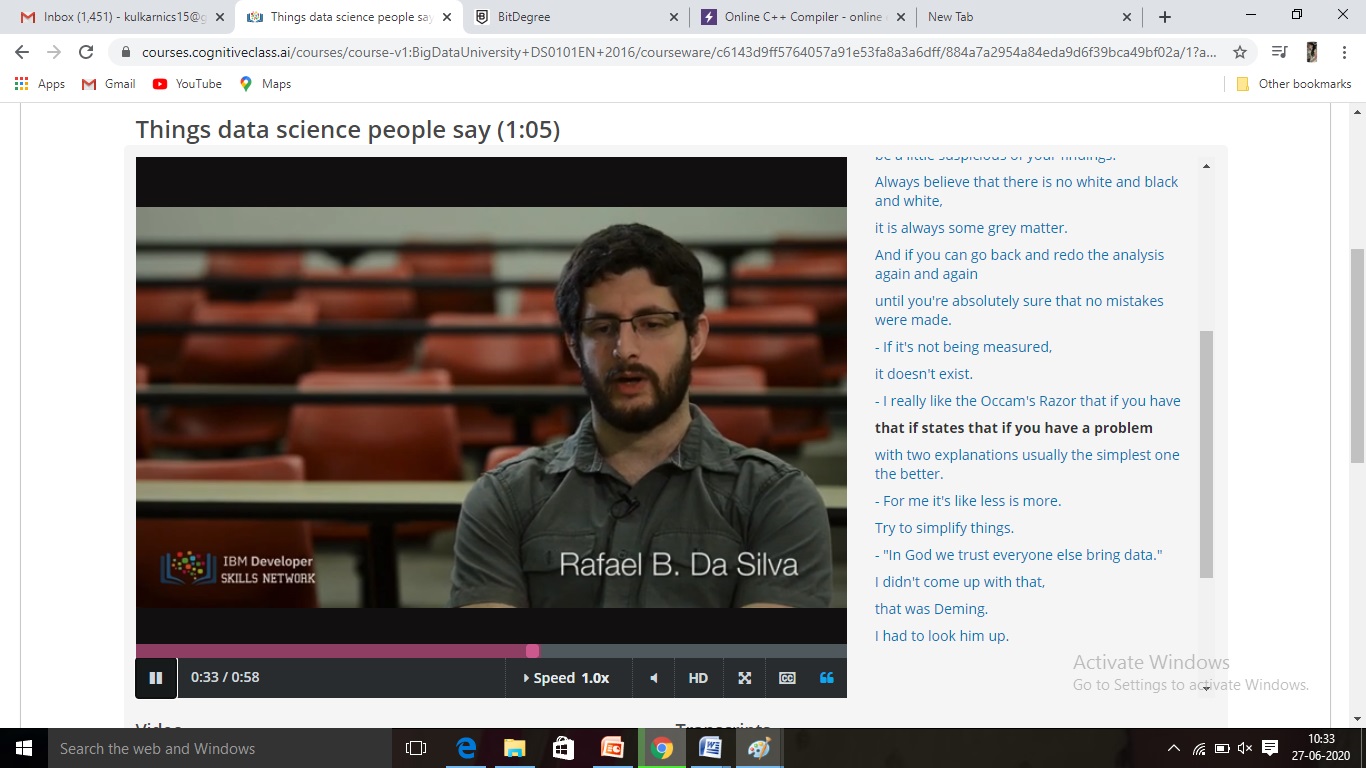 Inbox (1,451) - kulkarnics15@g
Things data science people say
BitDegree
Online C++ Compiler - online
New Tab
courses.cognitiveclass.ai/courses/course-v1:BigDataUniversity+DS0101EN+2016/courseware/c6143d9ff5764057a91e53fa8a3a6dff/884a7a2954a84eda9d6f39bca49bf02a/1?a...
Apps
Gmail
YouTube
Maps
Other bookmarks
Things data science people say (1:05)
be a little suspicious of your findings.
Always believe that there is no white and black
and white,
it is always some grey matter.
And if you can go back and redo the analysis
again and again
until you're absolutely sure that no mistakes
were made.
- If it's not being measured,
it doesn't exist.
- I really like the Occam's Razor that if you have
that if states that if you have a problem
with two explanations usually the simplest one
the better.
- For me it's like less is more.
Try to simplify things.
- "In God we trust everyone else bring data."
I didn't come up with that,
that was Deming.
I had to look him up.
IBM Developer
SKILLS NETWORK
Rafael B. Da Silva
0:33 / 0:58
Speed 1.0x
HD
CC
Activate Windows
Go to Settings to activate Windows.
Video
Transcripts
Search the web and Windows
10:33
27-06-2020